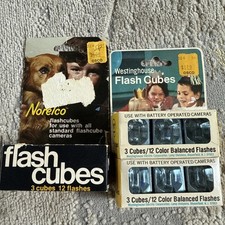 Norelco
flashcubes
for use with all
standard flashcube
cameras
flash
cubes
3 cubes 12 flashes
OSCO
Westinghouse
Flash Cubes
USE WITH BATTERY OPERATED CAMERAS
3 Cubes/12 Color Balanced Flashes
USE WITH BATTERY OPERATED CAMERAS
3 Cubes/12 Color Balanced Flashes